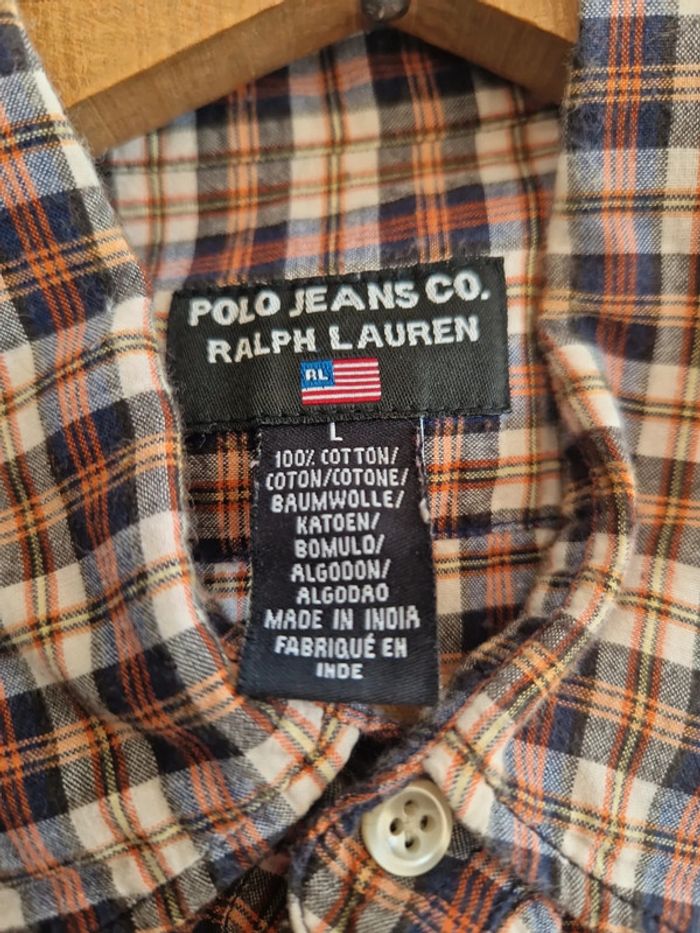 POLO JEANS CO.
RALPH LAUREN
RL
L
100% COTTON/
COTON/COTONE/
BAUMWOLLE/
KATOEN/
BOMULD/
ALGODON/
ALGODAO
MADE IN INDIA
FABRIQUÉ EN
INDE